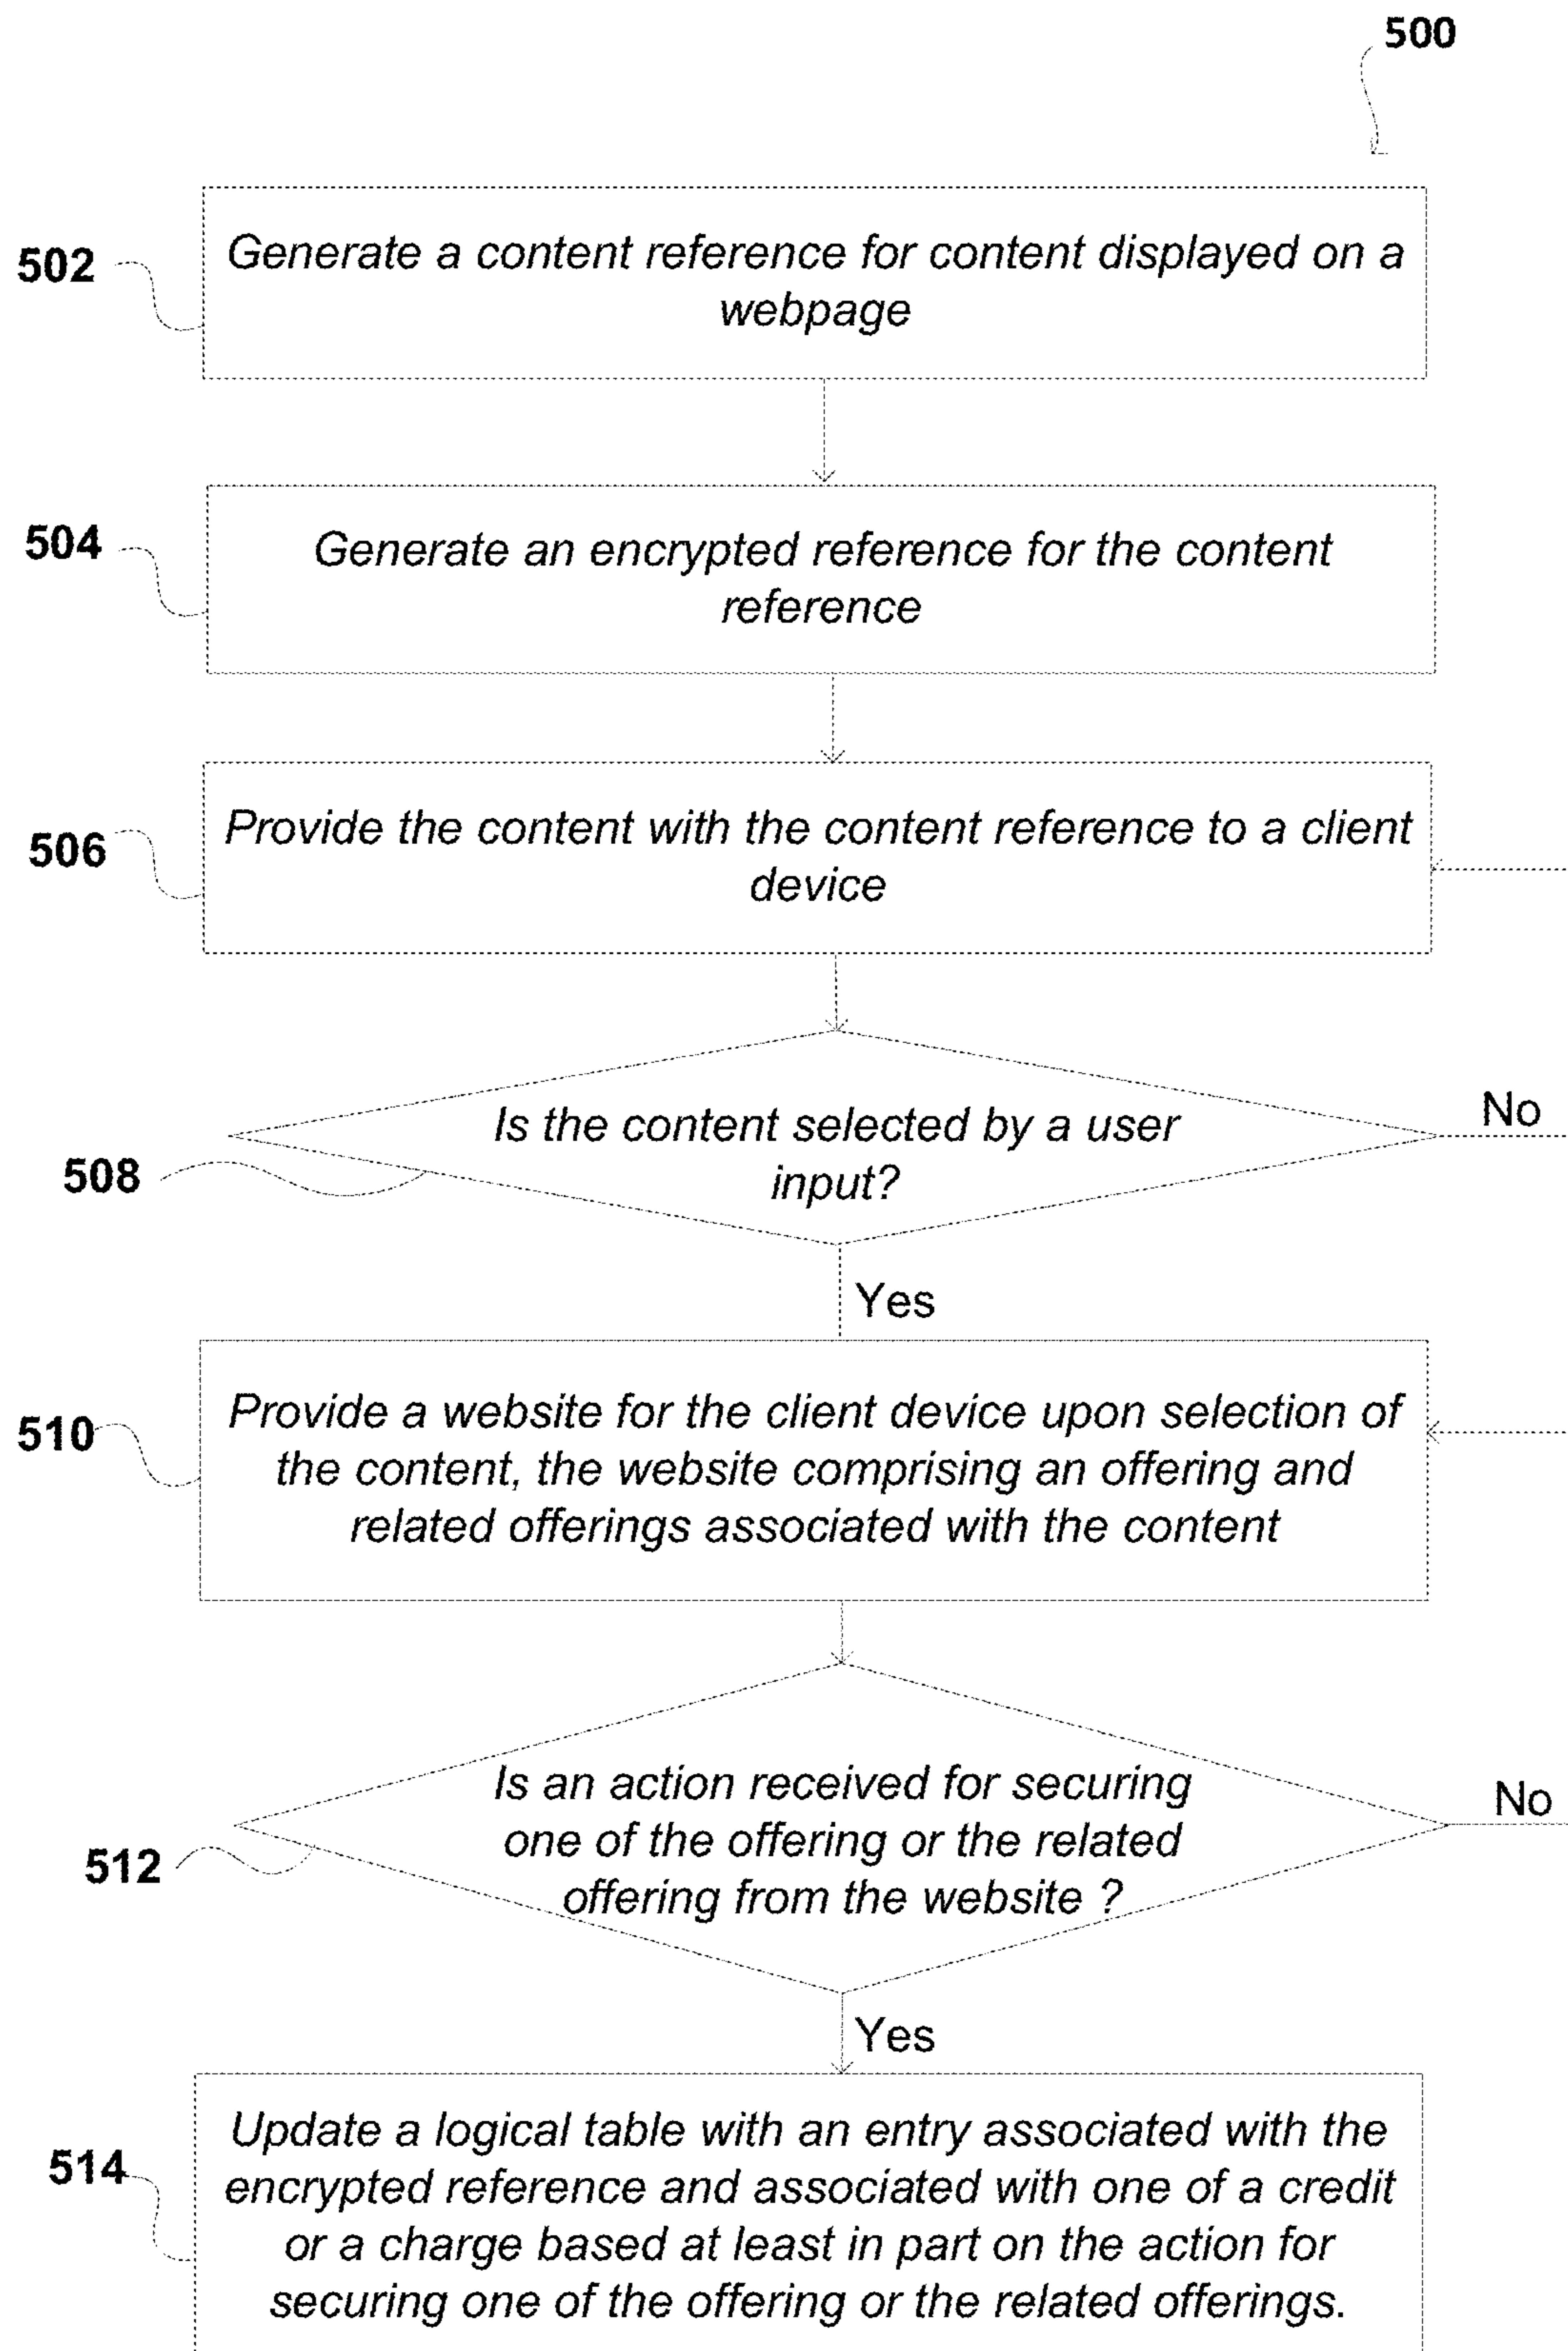 500
502
Generate a content reference for content displayed on a
webpage
504
Generate an encrypted reference for the content
reference
506
Provide the content with the content reference to a client
device
508
Is the content selected by a user
input?
No
Yes
510
Provide a website for the client device upon selection of
the content, the website comprising an offering and
related offerings associated with the content
512
Is an action received for securing
one of the offering or the related
offering from the website ?
No
Yes
514
Update a logical table with an entry associated with the
encrypted reference and associated with one of a credit
or a charge based at least in part on the action for
securing one of the offering or the related offerings.